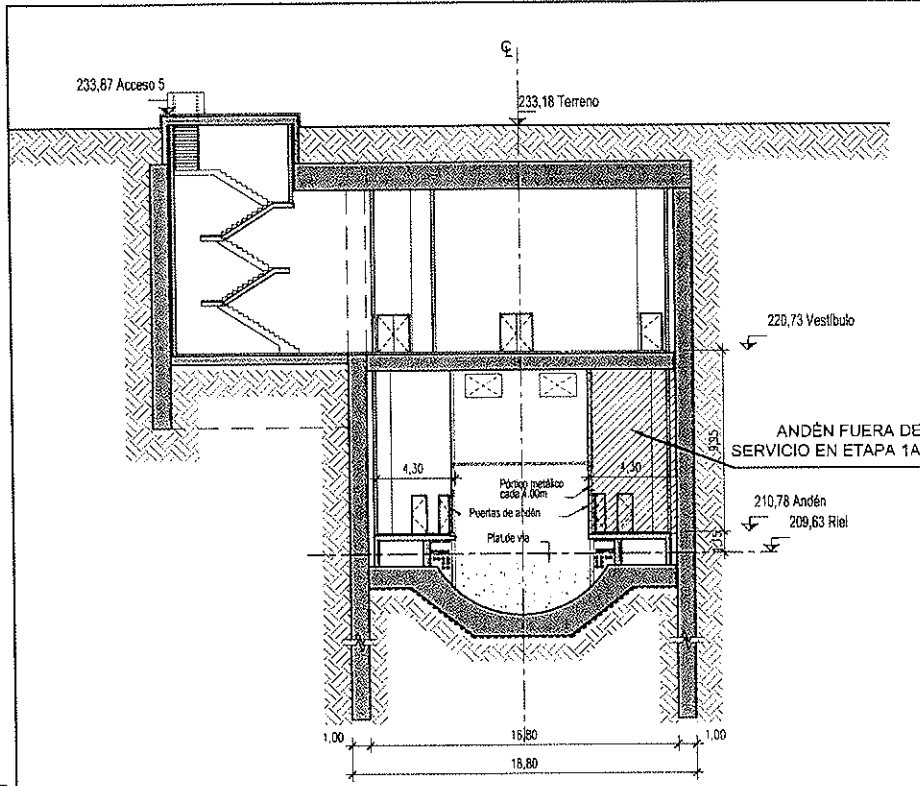 ℄
233,87 Acceso 5
233,18 Terreno
220,73 Vestíbulo
ANDÉN FUERA DE
SERVICIO EN ETAPA 1A
9,95
4,30
4,30
Pórtico metálico
cada 4.00m
Puertas de andén
210,78 Andén
209,63 Riel
Plat.de vía
1,00
16,80
1,00
18,80